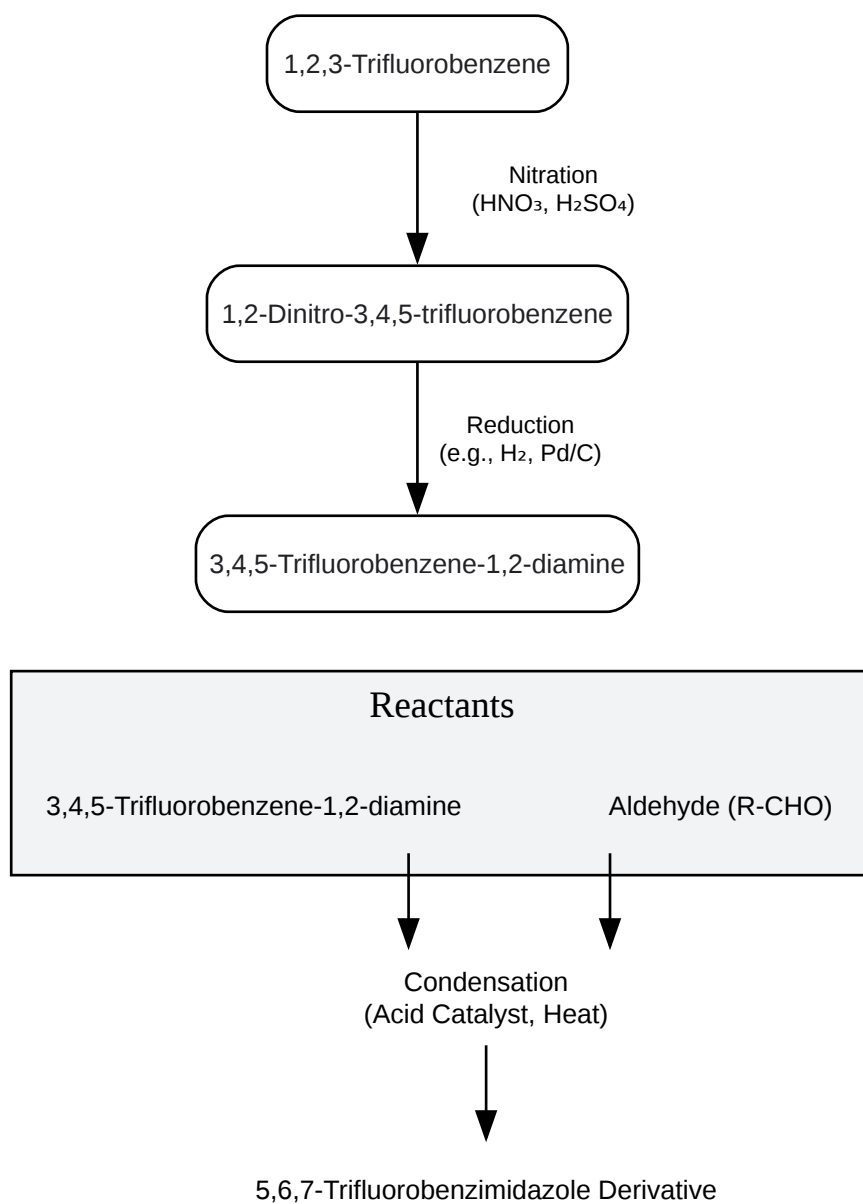 1,2,3-Trifluorobenzene
Nitration
(HNO₃, H₂SO₄)
1,2-Dinitro-3,4,5-trifluorobenzene
Reduction
(e.g., H₂, Pd/C)
3,4,5-Trifluorobenzene-1,2-diamine
Reactants
3,4,5-Trifluorobenzene-1,2-diamine
Aldehyde (R-CHO)
Condensation
(Acid Catalyst, Heat)
5,6,7-Trifluorobenzimidazole Derivative